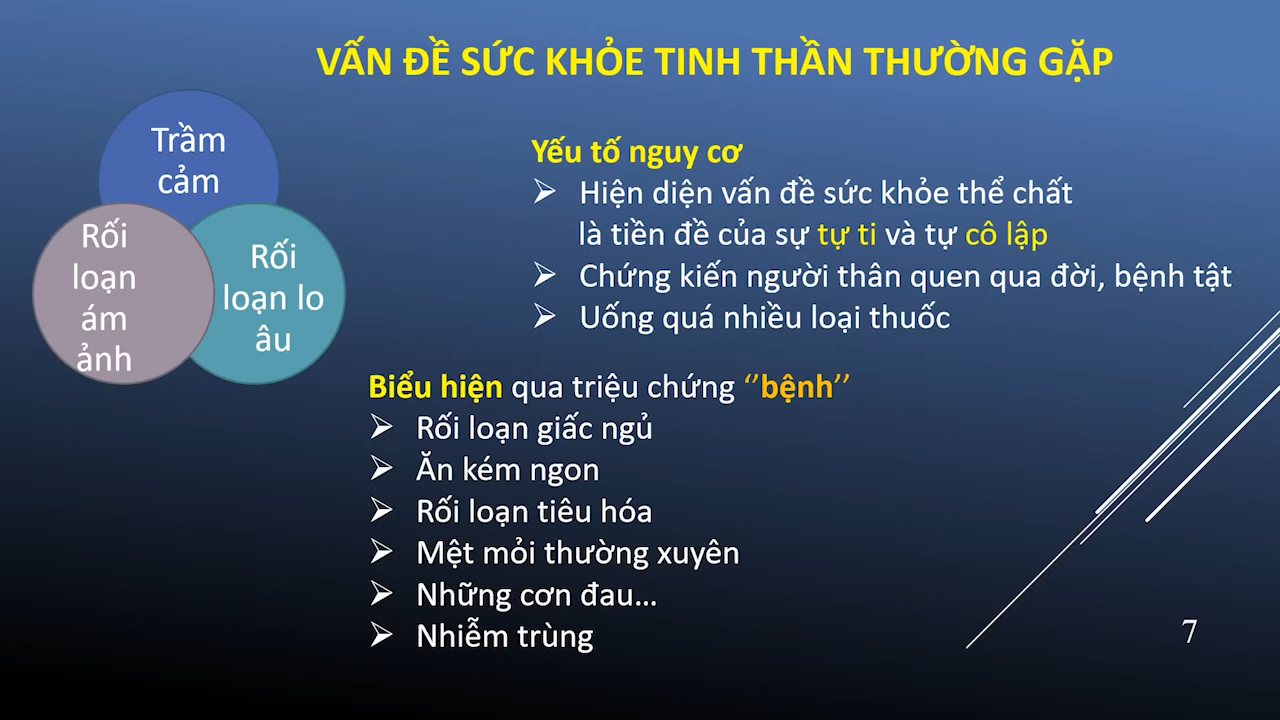 VẤN ĐỀ SỨC KHỎE TINH THẦN THƯỜNG GẶP
Trầm
cảm
Rối
loạn
ám
ảnh
Rối
loạn lo
âu
Yếu tố nguy cơ
Hiện diện vấn đề sức khỏe thể chất
là tiền đề của sự tự ti và tự cô lập
Chứng kiến người thân quen qua đời, bệnh tật
Uống quá nhiều loại thuốc
Biểu hiện qua triệu chứng ‘’bệnh’’
Rối loạn giấc ngủ
Ăn kém ngon
Rối loạn tiêu hóa
Mệt mỏi thường xuyên
Những cơn đau…
Nhiễm trùng
7